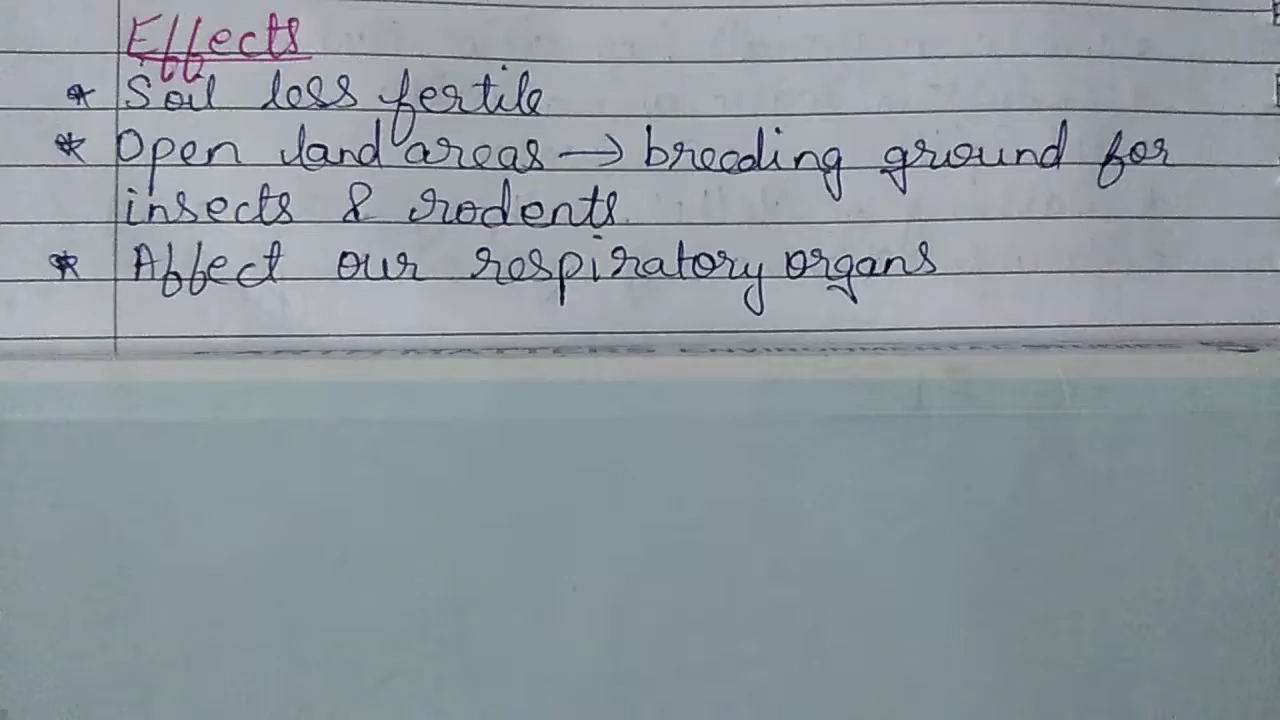 Effects
* Soil less fertile
* Open land areas → breeding ground for
insects & rodents.
* Affect our respiratory organs